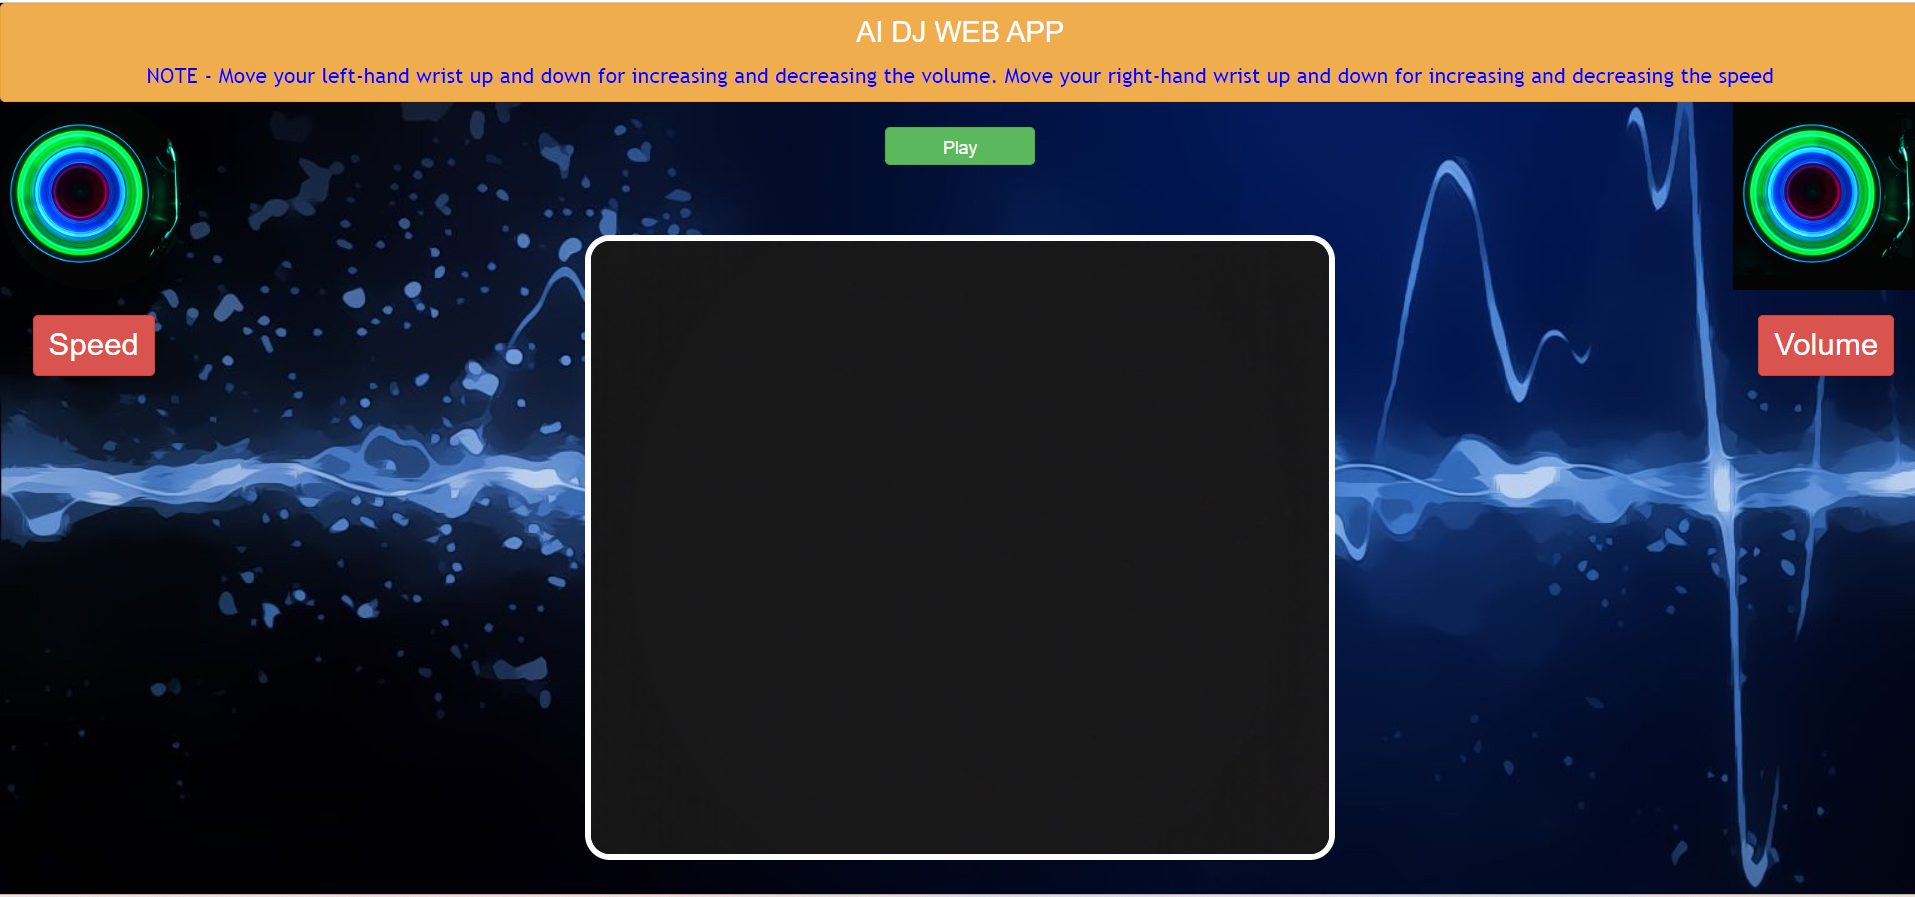 AI DJ WEB APP
NOTE - Move your left-hand wrist up and down for increasing and decreasing the volume. Move your right-hand wrist up and down for increasing and decreasing the speed
Play
Speed
Volume